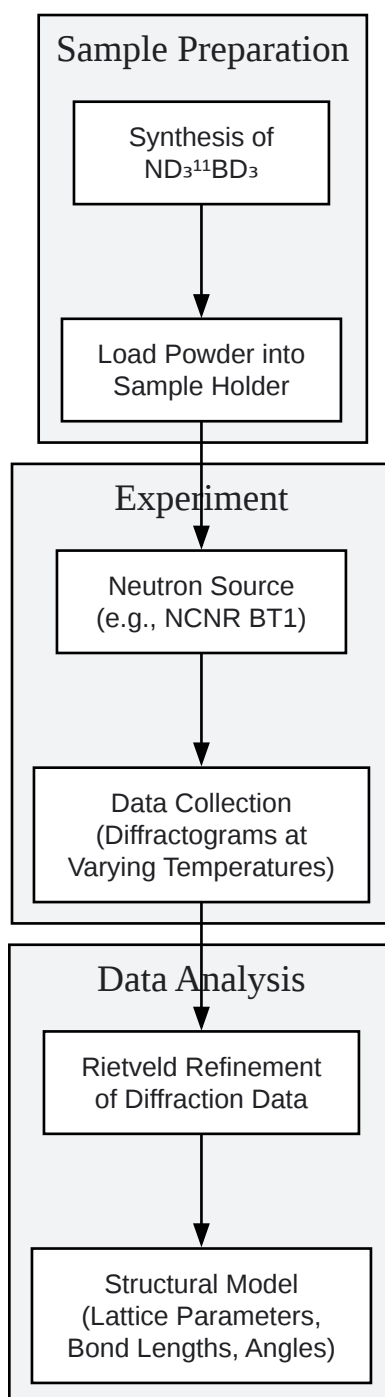 Sample Preparation
Synthesis of
ND₃¹¹BD₃
Load Powder into
Sample Holder
Experiment
Neutron Source
(e.g., NCNR BT1)
Data Collection
(Diffractograms at
Varying Temperatures)
Data Analysis
Rietveld Refinement
of Diffraction Data
Structural Model
(Lattice Parameters,
Bond Lengths, Angles)